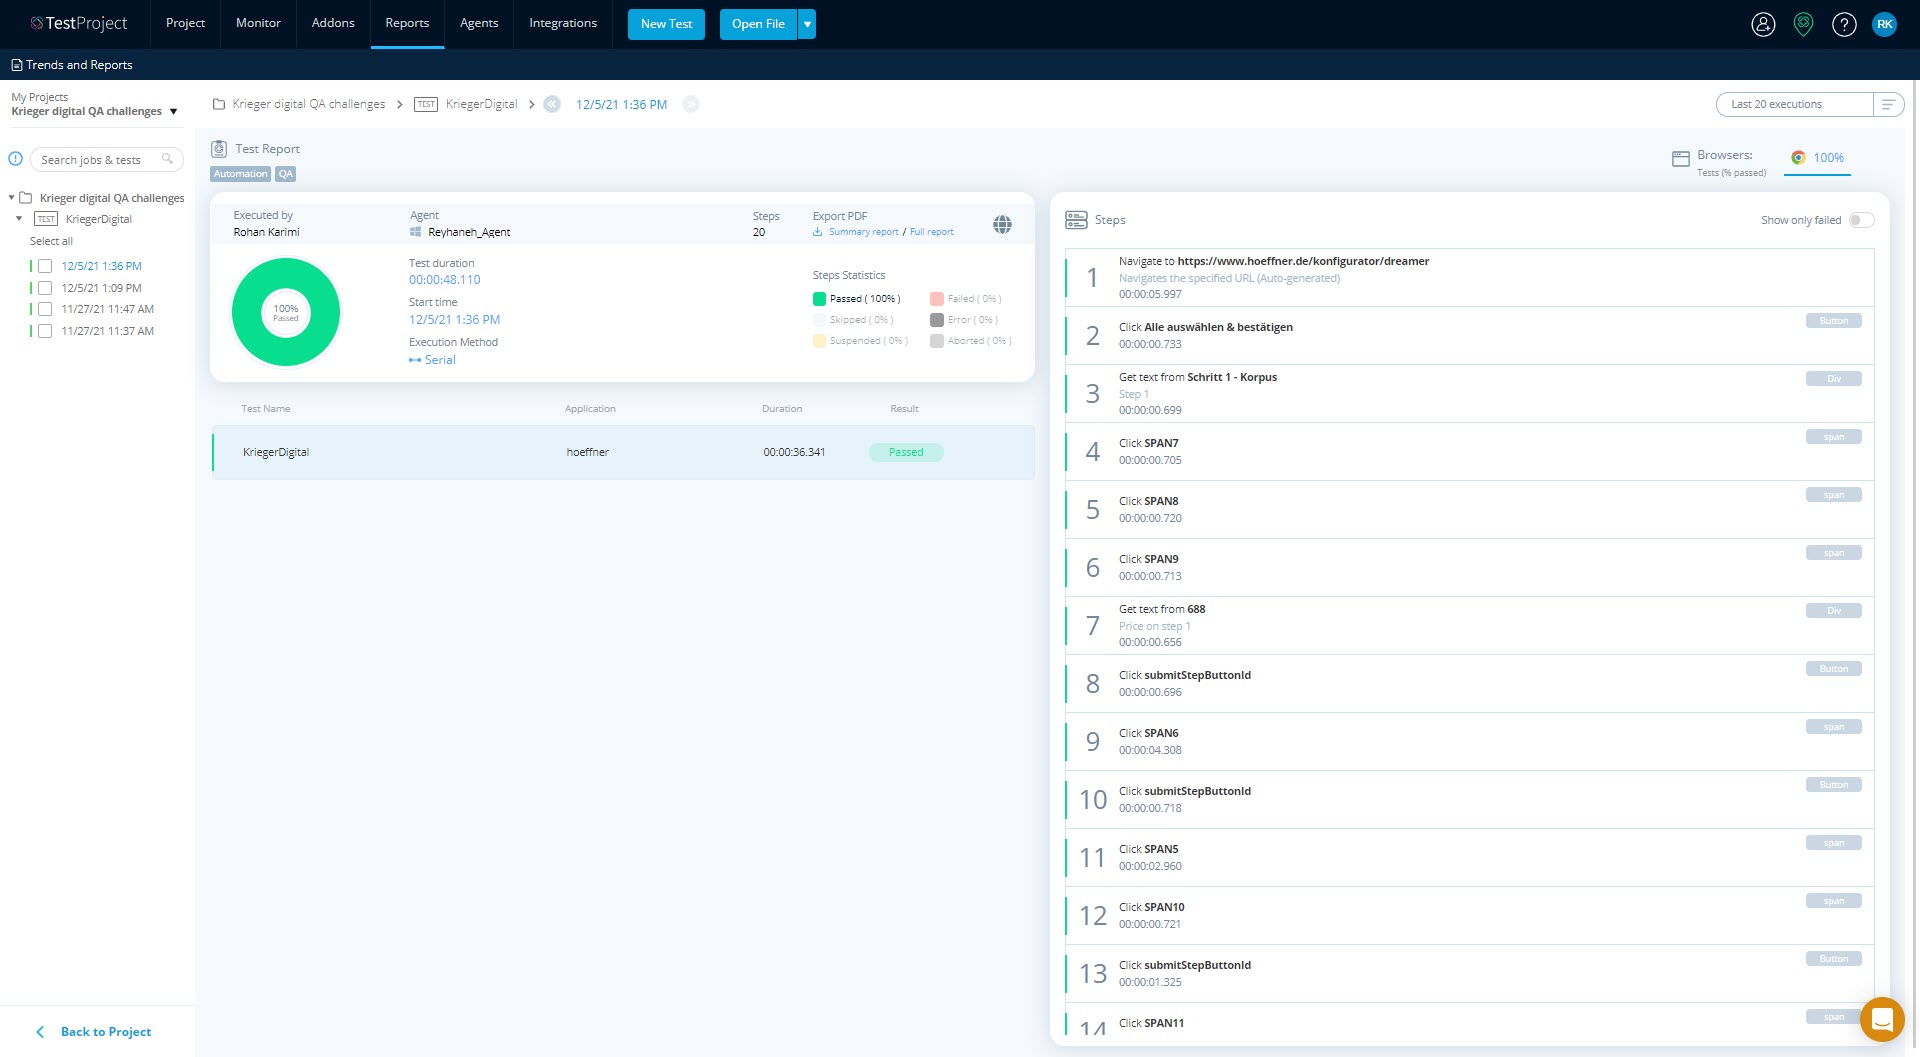 TestProject
Project
Monitor
Addons
Reports
Agents
Integrations
New Test
Open File
RK
Trends and Reports
My Projects
Krieger digital QA challenges
Search jobs & tests
Krieger digital QA challenges
TEST KriegerDigital
Select all
12/5/21 1:36 PM
12/5/21 1:09 PM
11/27/21 11:47 AM
11/27/21 11:37 AM
Back to Project
Krieger digital QA challenges > TEST KriegerDigital > 12/5/21 1:36 PM
Last 20 executions
Test Report
Automation QA
Browsers:
Tests (% passed)
100%
Executed by
Rohan Karimi
Agent
Reyhaneh_Agent
Steps
20
Export PDF
Summary report / Full report
100%
Passed
Test duration
00:00:48.110
Start time
12/5/21 1:36 PM
Execution Method
Serial
Steps Statistics
Passed ( 100% )
Failed ( 0% )
Skipped ( 0% )
Error ( 0% )
Suspended ( 0% )
Aborted ( 0% )
Test Name Application Duration Result
KriegerDigital hoeffner 00:00:36.341 Passed
Steps
Show only failed
1
Navigate to https://www.hoeffner.de/konfigurator/dreamer
Navigates the specified URL (Auto-generated)
00:00:05.997
2
Click Alle auswählen & bestätigen
00:00:00.733
Button
3
Get text from Schritt 1 - Korpus
Step 1
00:00:00.699
Div
4
Click SPAN7
00:00:00.705
span
5
Click SPAN8
00:00:00.720
span
6
Click SPAN9
00:00:00.713
span
7
Get text from 688
Price on step 1
00:00:00.656
Div
8
Click submitStepButtonId
00:00:00.696
Button
9
Click SPAN6
00:00:04.308
span
10
Click submitStepButtonId
00:00:00.718
Button
11
Click SPAN5
00:00:02.960
span
12
Click SPAN10
00:00:00.721
span
13
Click submitStepButtonId
00:00:01.325
Button
14
Click SPAN11
span